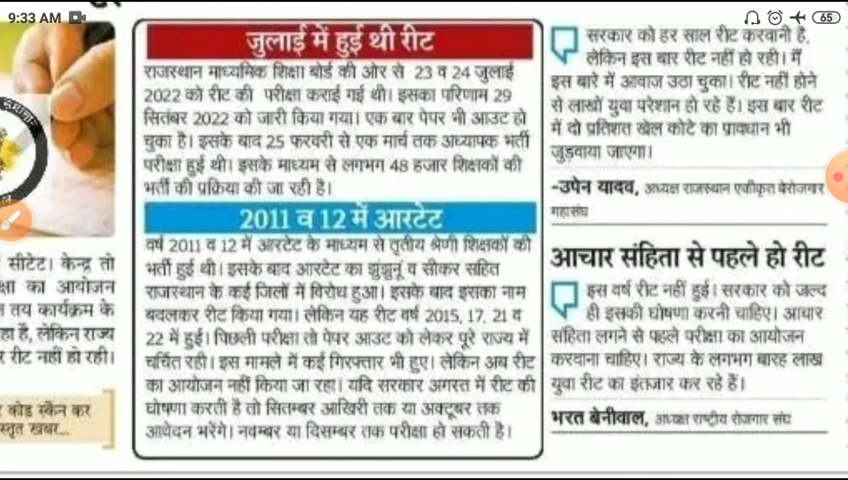 9:33 AM
65
सीटेट। केन्द्र तो
का आयोजन
तय कार्यक्रम के
है, लेकिन राज्य
रीट नहीं हो रही।
कोड स्कैन कर
खबर...
जुलाई में हुई थी रीट
राजस्थान माध्यमिक शिक्षा बोर्ड की ओर से 23 व 24 जुलाई
2022 को रीट की परीक्षा कराई गई थी। इसका परिणाम 29
सितंबर 2022 को जारी किया गया। एक बार पेपर भी आउट हो
चुका है। इसके बाद 25 फरवरी से एक मार्च तक अध्यापक भर्ती
परीक्षा हुई थी। इसके माध्यम से लगभग 48 हजार शिक्षकों की
भर्ती की प्रक्रिया की जा रही है।
2011 व 12 में आरटेट
वर्ष 2011 व 12 में आरटेट के माध्यम से तृतीय श्रेणी शिक्षकों की
भर्ती हुई थी। इसके बाद आरटेट का झुंझुनूं व सीकर सहित
राजस्थान के कई जिलों में विरोध हुआ। इसके बाद इसका नाम
बदलकर रीट किया गया। लेकिन यह रीट वर्ष 2015, 17, 21 व
22 में हुई। पिछली परीक्षा तो पेपर आउट को लेकर पूरे राज्य में
चर्चित रही। इस मामले में कई गिरफ्तार भी हुए। लेकिन अब रीट
का आयोजन नहीं किया जा रहा। यदि सरकार अगस्त में रीट की
घोषणा करती है तो सितम्बर आखिरी तक या अक्टूबर तक
आवेदन भरेंगे। नवम्बर या दिसम्बर तक परीक्षा हो सकती है।
सरकार को हर साल रीट करवानी है,
लेकिन इस बार रीट नहीं हो रही। मैं
इस बारे में आवाज उठा चुका। रीट नहीं होने
से लाखों युवा परेशान हो रहे हैं। इस बार रीट
में दो प्रतिशत खेल कोटे का प्रावधान भी
जुड़वाया जाएगा।
-उपेन यादव, अध्यक्ष राजस्थान एकीकृत बेरोजगार
महासंघ
आचार संहिता से पहले हो रीट
इस वर्ष रीट नहीं हुई। सरकार को जल्द
ही इसकी घोषणा करनी चाहिए। आचार
संहिता लगने से पहले परीक्षा का आयोजन
करवाना चाहिए। राज्य के लगभग बारह लाख
युवा रीट का इंतजार कर रहे हैं।
भरत बेनीवाल, अध्यक्ष राष्ट्रीय रोजगार संघ